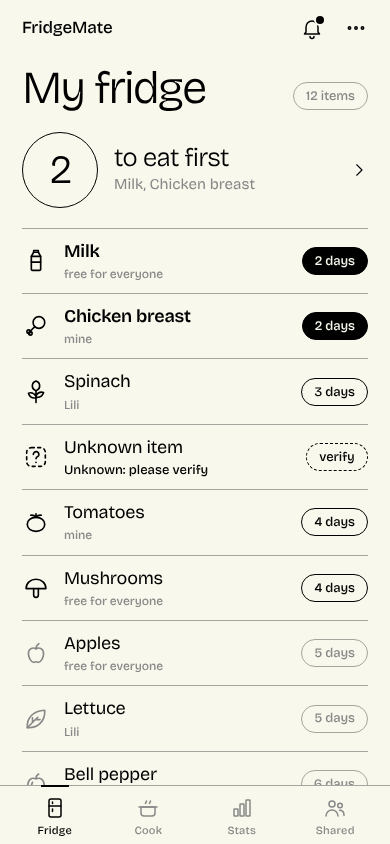 FridgeMate
My fridge
12 items
2
to eat first
Milk, Chicken breast
Milk
free for everyone
2 days
Chicken breast
mine
2 days
Spinach
Lili
3 days
?
Unknown item
Unknown: please verify
verify
Tomatoes
mine
4 days
Mushrooms
free for everyone
4 days
Apples
free for everyone
5 days
Lettuce
Lili
5 days
Bell pepper
6 days
Fridge
Cook
Stats
Shared